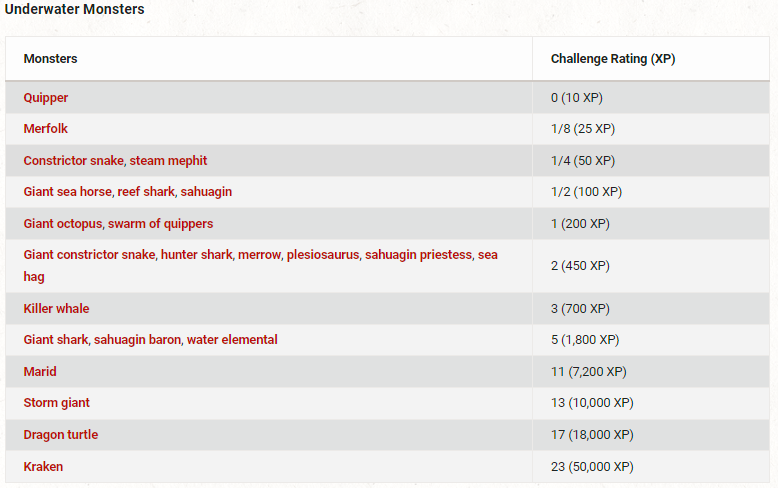 Underwater Monsters
Monsters Challenge Rating (XP)
Quipper 0 (10 XP)
Merfolk 1/8 (25 XP)
Constrictor snake, steam mephit 1/4 (50 XP)
Giant sea horse, reef shark, sahuagin 1/2 (100 XP)
Giant octopus, swarm of quippers 1 (200 XP)
Giant constrictor snake, hunter shark, merrow, plesiosaurus, sahuagin priestess, sea
hag 2 (450 XP)
Killer whale 3 (700 XP)
Giant shark, sahuagin baron, water elemental 5 (1,800 XP)
Marid 11 (7,200 XP)
Storm giant 13 (10,000 XP)
Dragon turtle 17 (18,000 XP)
Kraken 23 (50,000 XP)